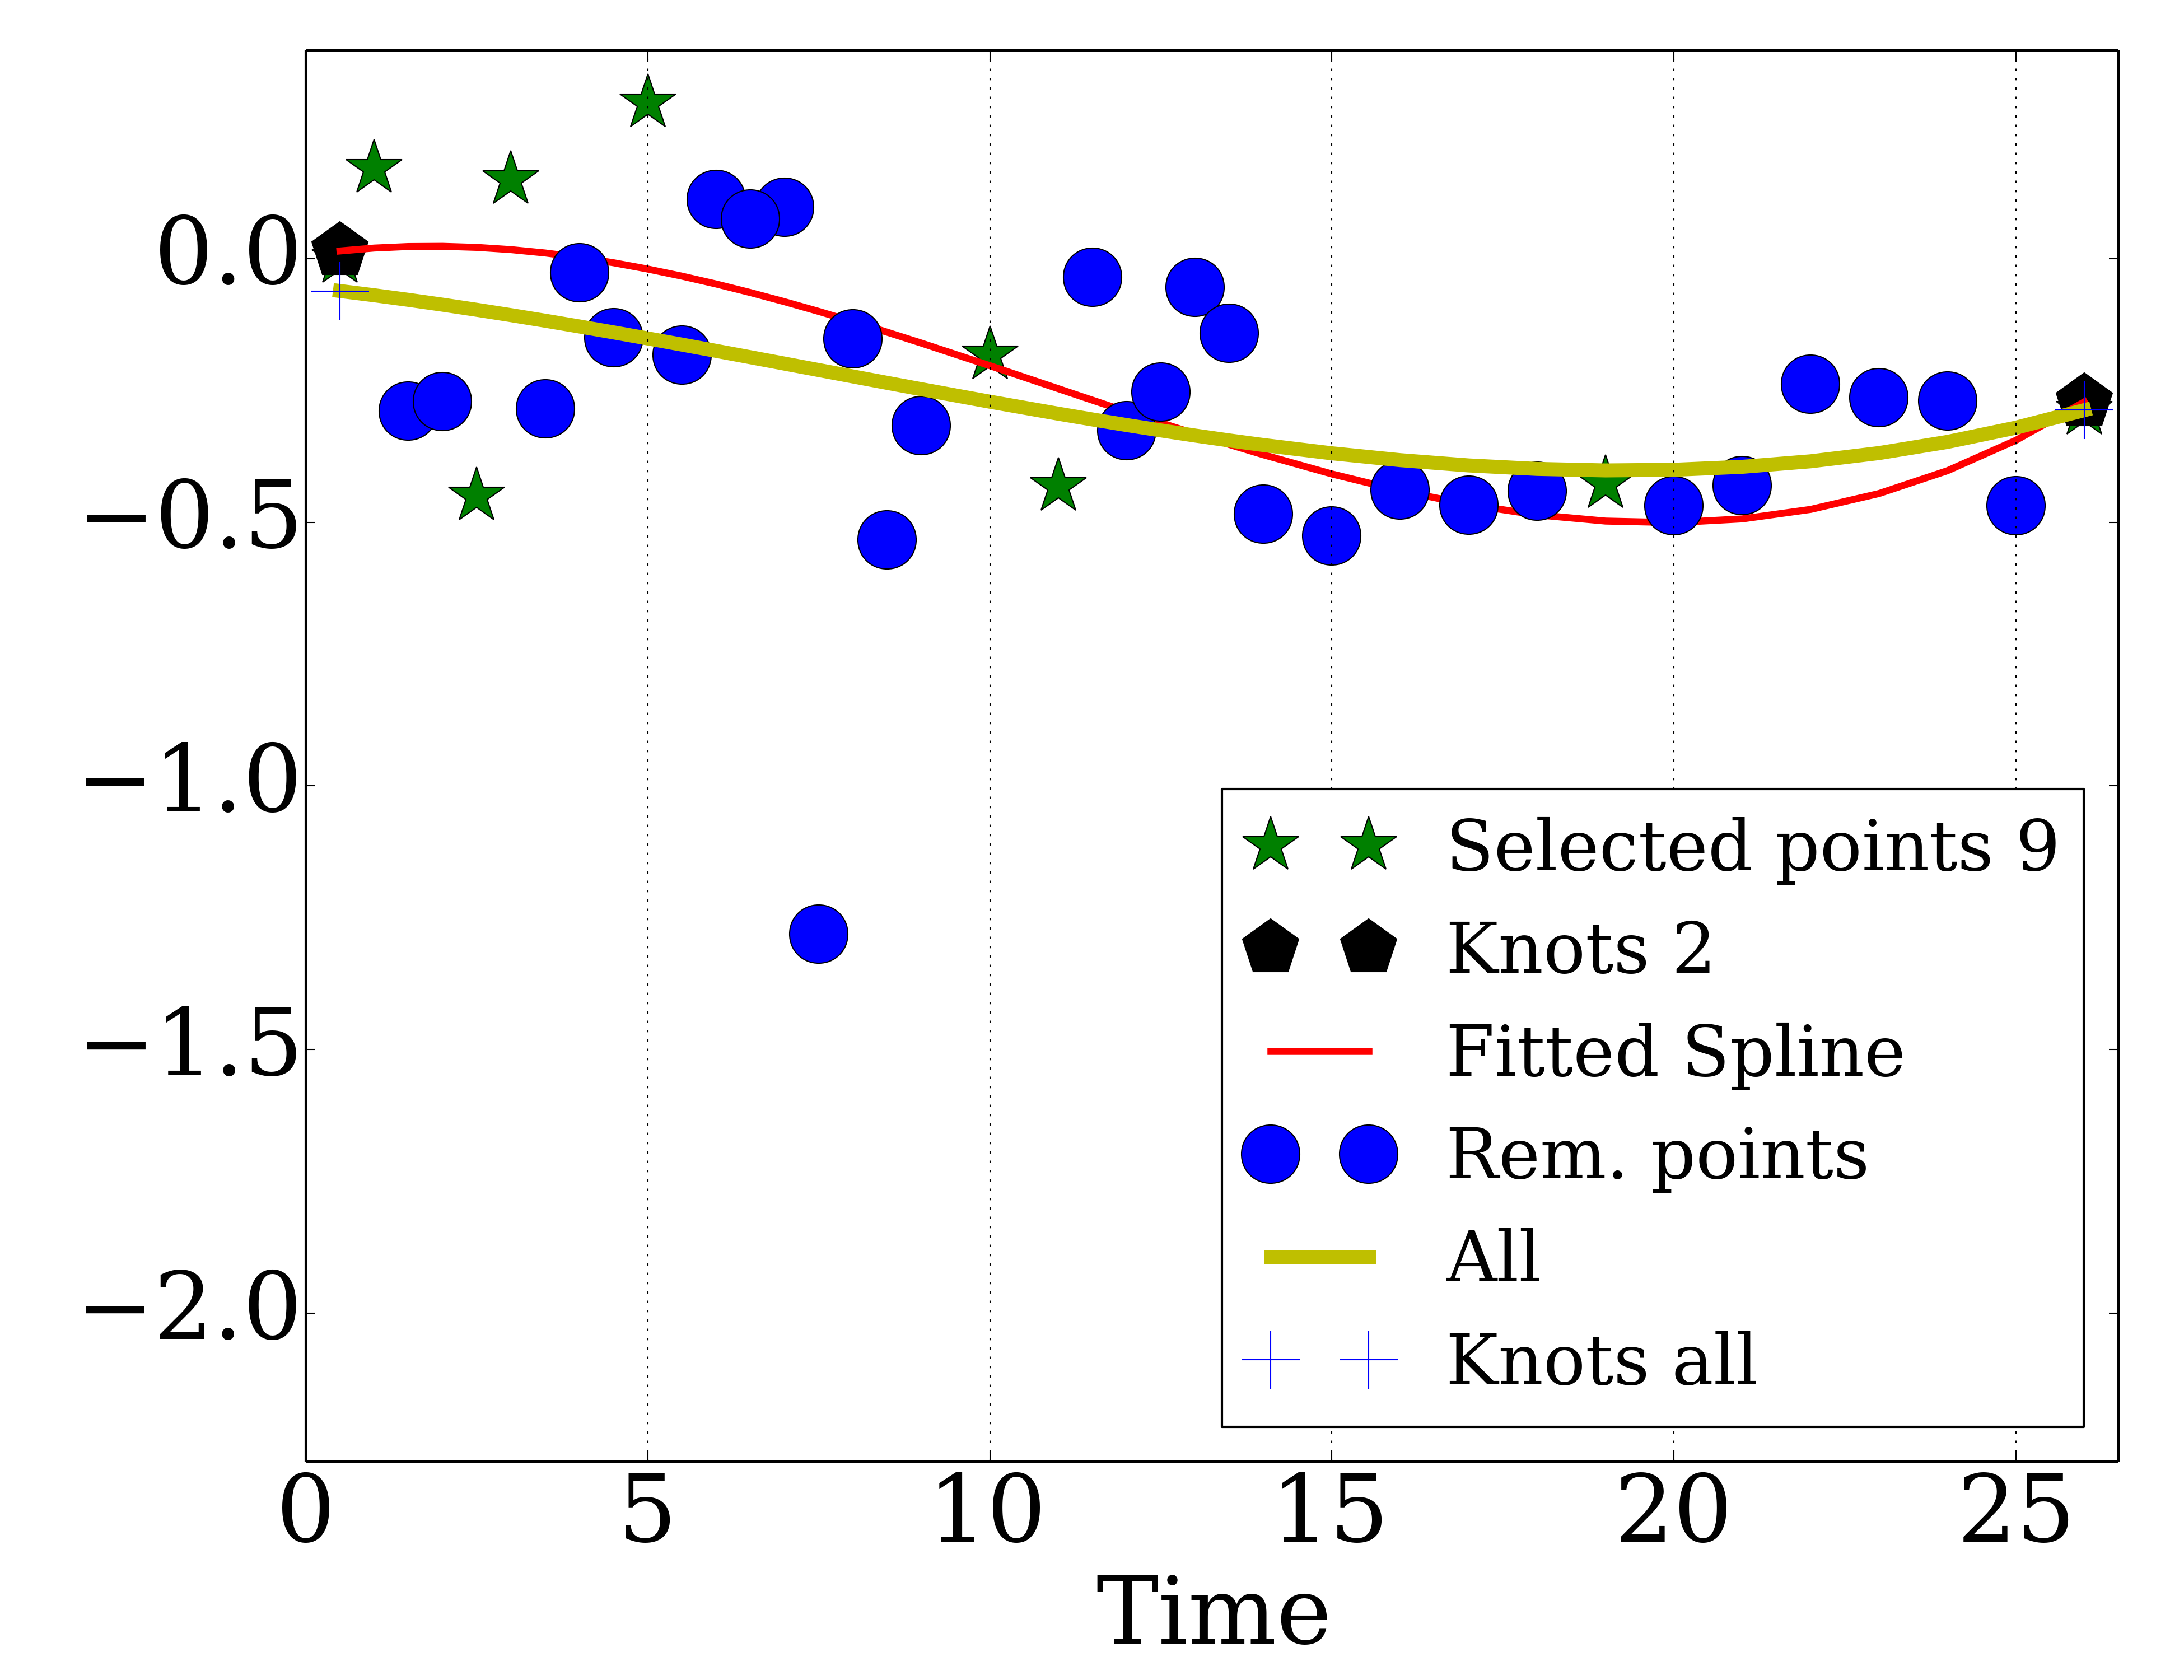 0.0
−0.5
−1.0
−1.5
−2.0
Selected points 9
Knots 2
Fitted Spline
Rem. points
All
Knots all
0 5 10 15 20 25
Time